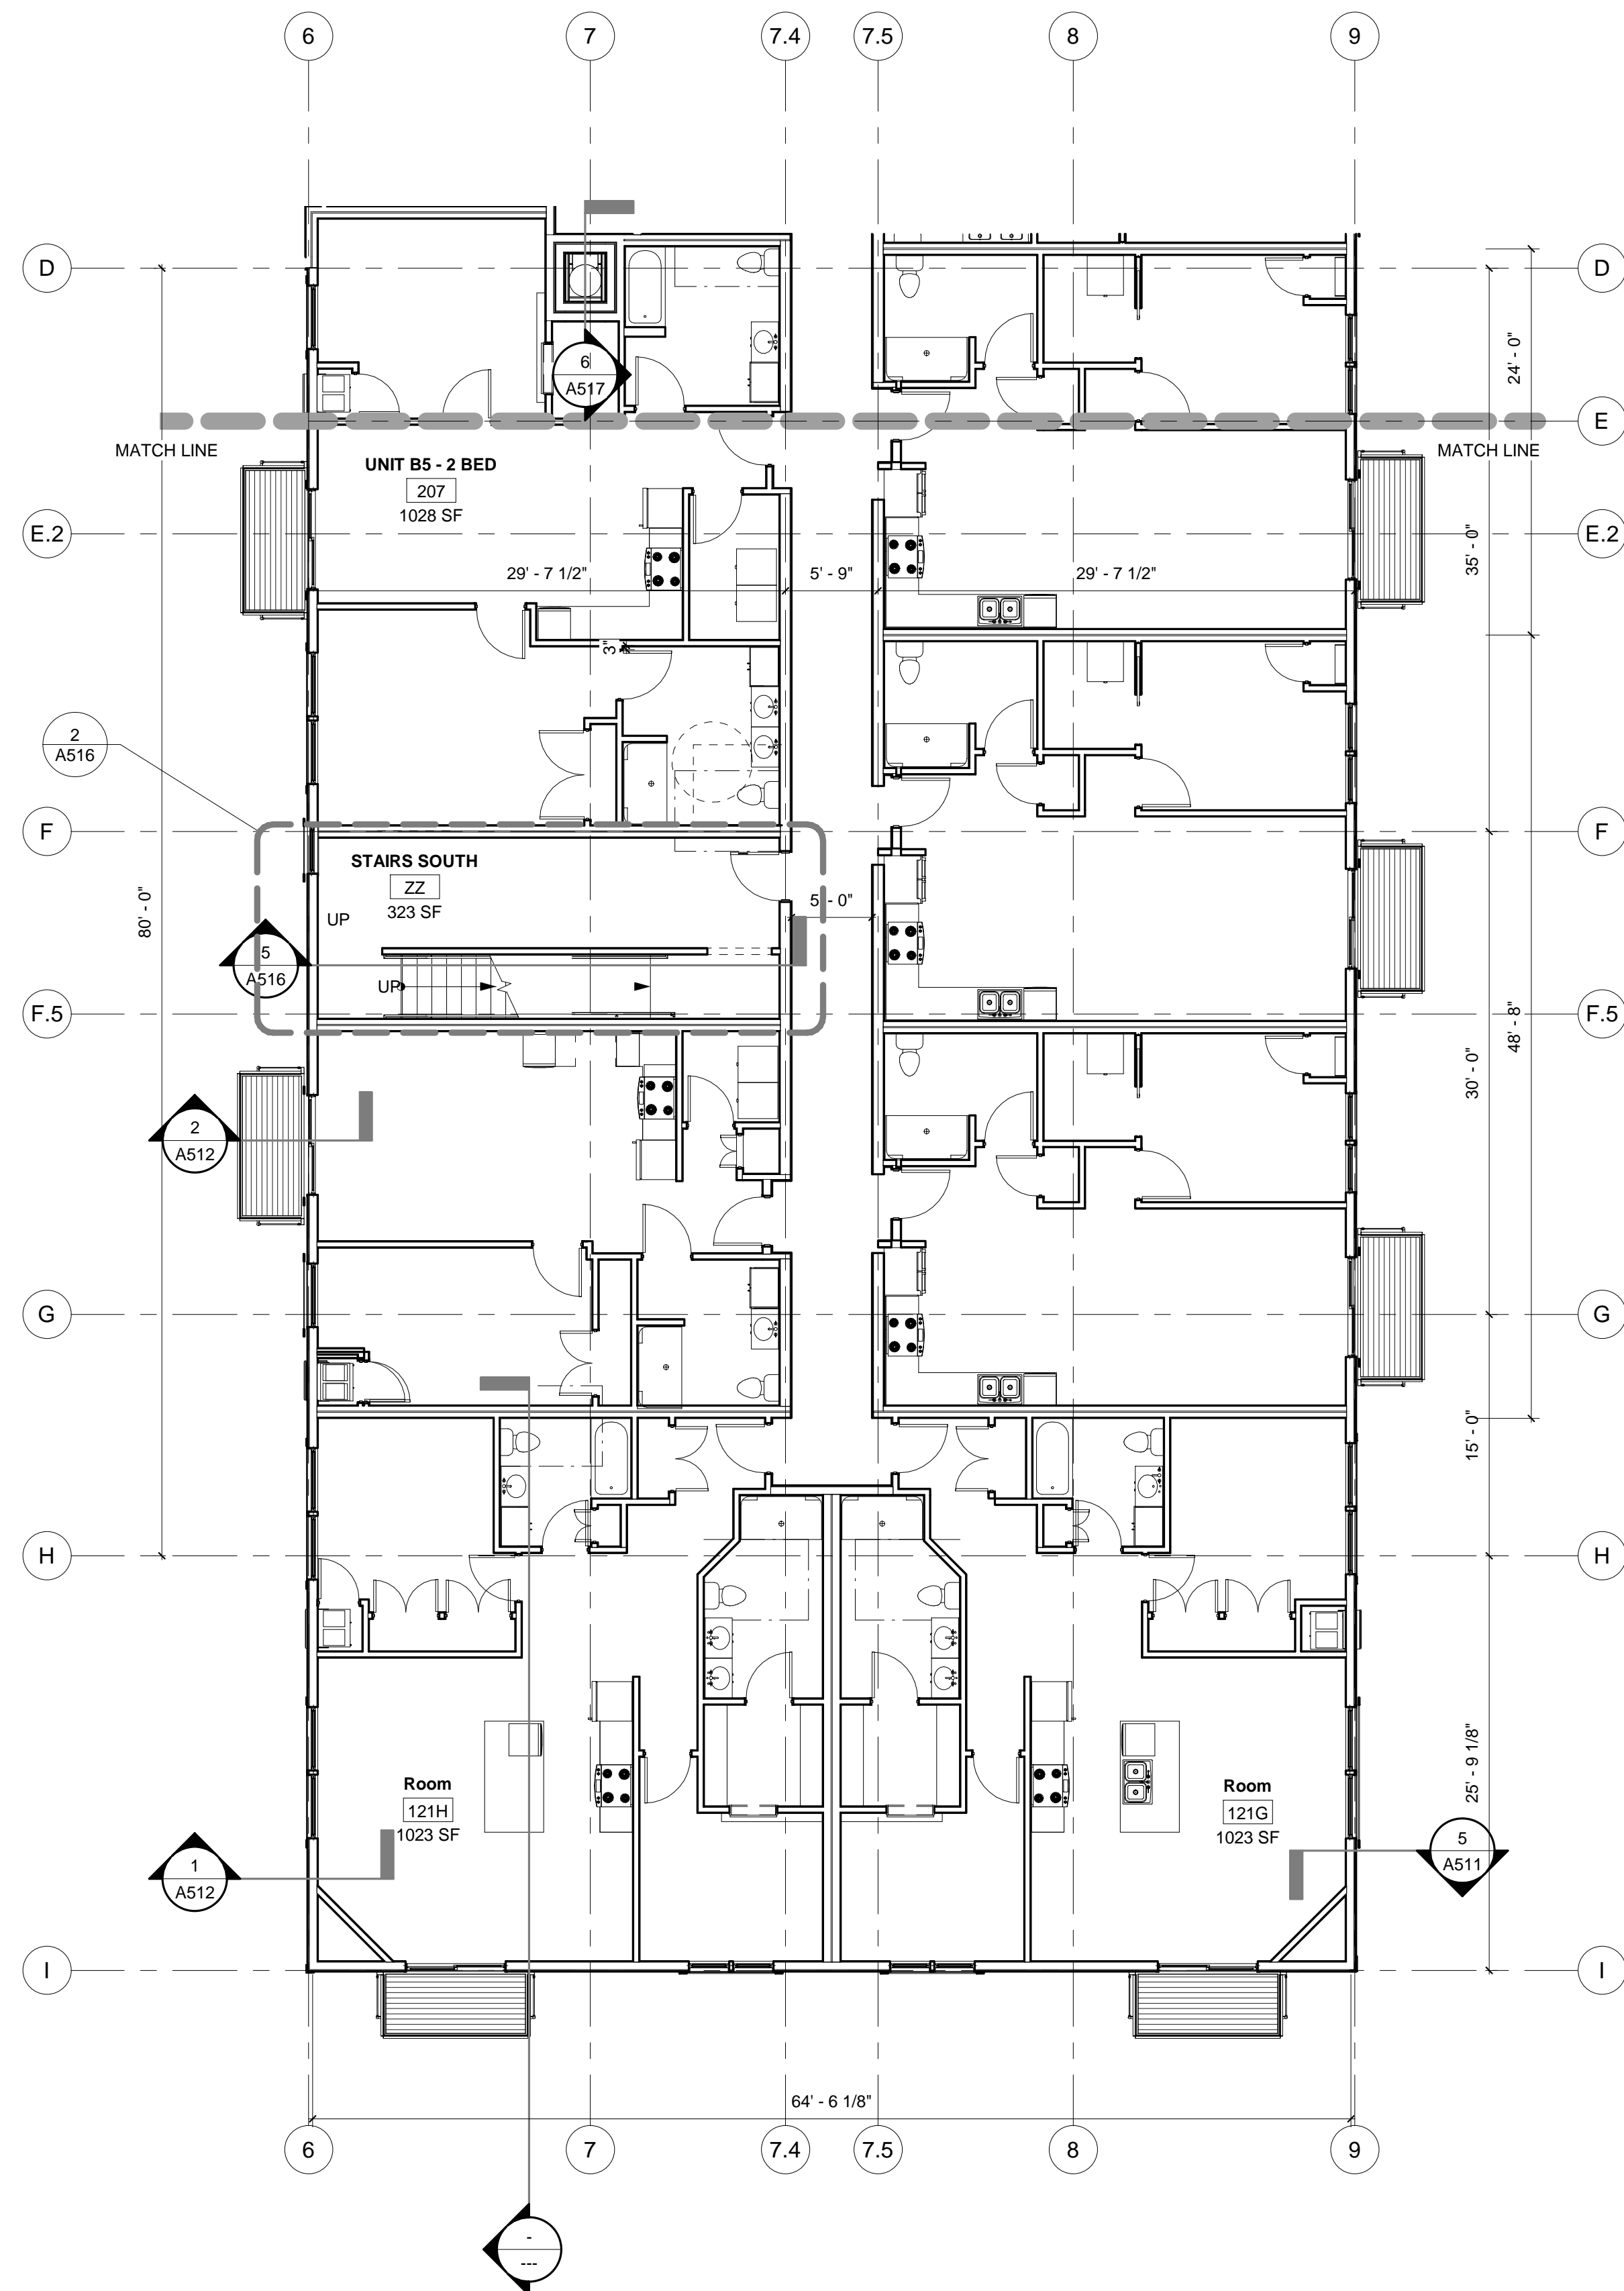 6
7
7.4
7.5
8
9
D
D
24' - 0"
6
A517
E
MATCH LINE
MATCH LINE
UNIT B5 - 2 BED
207
1028 SF
E.2
E.2
35' - 0"
29' - 7 1/2"
5' - 9"
29' - 7 1/2"
3"
2
A516
F
F
STAIRS SOUTH
ZZ
323 SF
80' - 0"
5' - 0"
UP
5
A516
UP
F.5
F.5
48' - 8"
30' - 0"
2
A512
G
G
15' - 0"
H
H
25' - 9 1/8"
Room
121H
1023 SF
Room
121G
1023 SF
1
A512
5
A511
I
I
64' - 6 1/8"
6
7
7.4
7.5
8
9
-
---